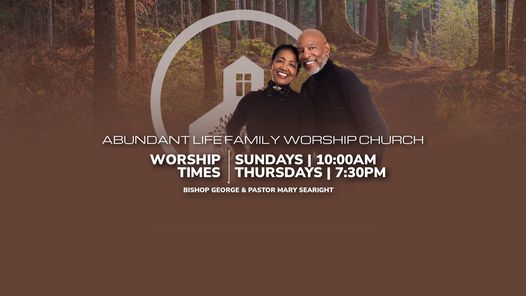 ABUNDANT LIFE FAMILY WORSHIP CHURCH
WORSHIP TIMES
SUNDAYS | 10:00AM
THURSDAYS | 7:30PM
BISHOP GEORGE & PASTOR MARY SEARIGHT